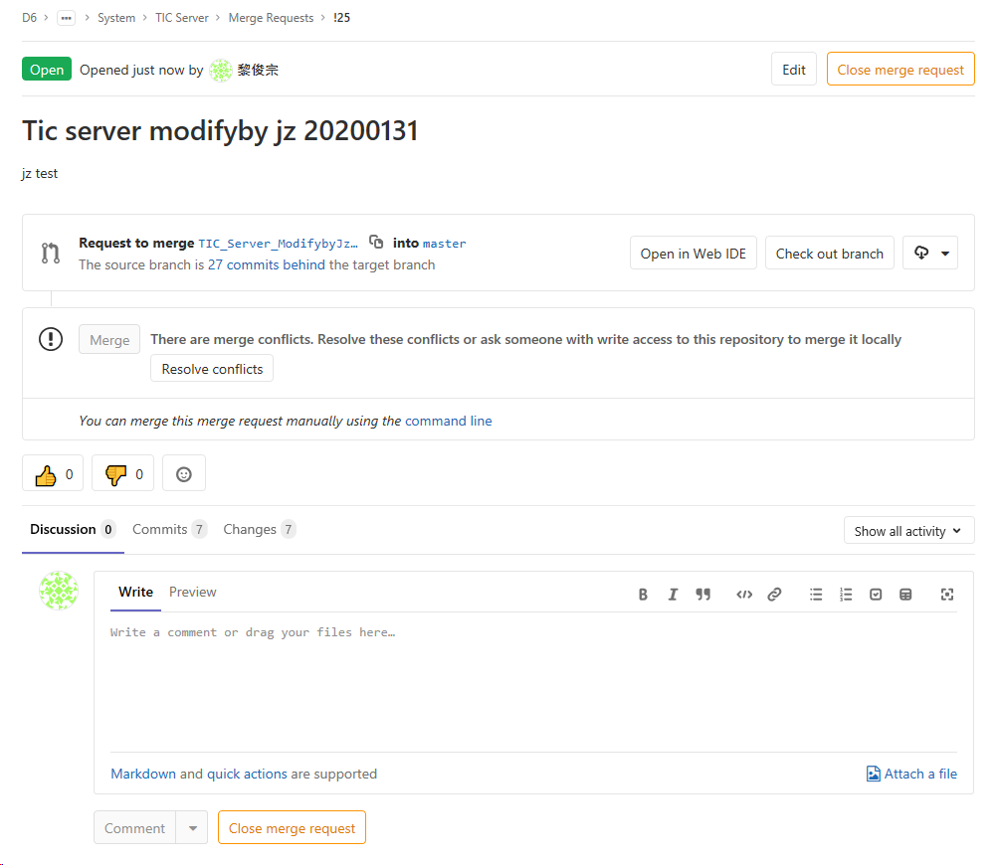 D6 > ... > System > TIC Server > Merge Requests > !25
Open Opened just now by 黎俊宗 Edit Close merge request
Tic server modifyby jz 20200131
jz test
Request to merge TIC_Server_ModifybyJz… into master
The source branch is 27 commits behind the target branch
Open in Web IDE Check out branch
Merge There are merge conflicts. Resolve these conflicts or ask someone with write access to this repository to merge it locally
Resolve conflicts
You can merge this merge request manually using the command line
0 0
Discussion 0 Commits 7 Changes 7 Show all activity
Write Preview
Write a comment or drag your files here…
Markdown and quick actions are supported Attach a file
Comment Close merge request